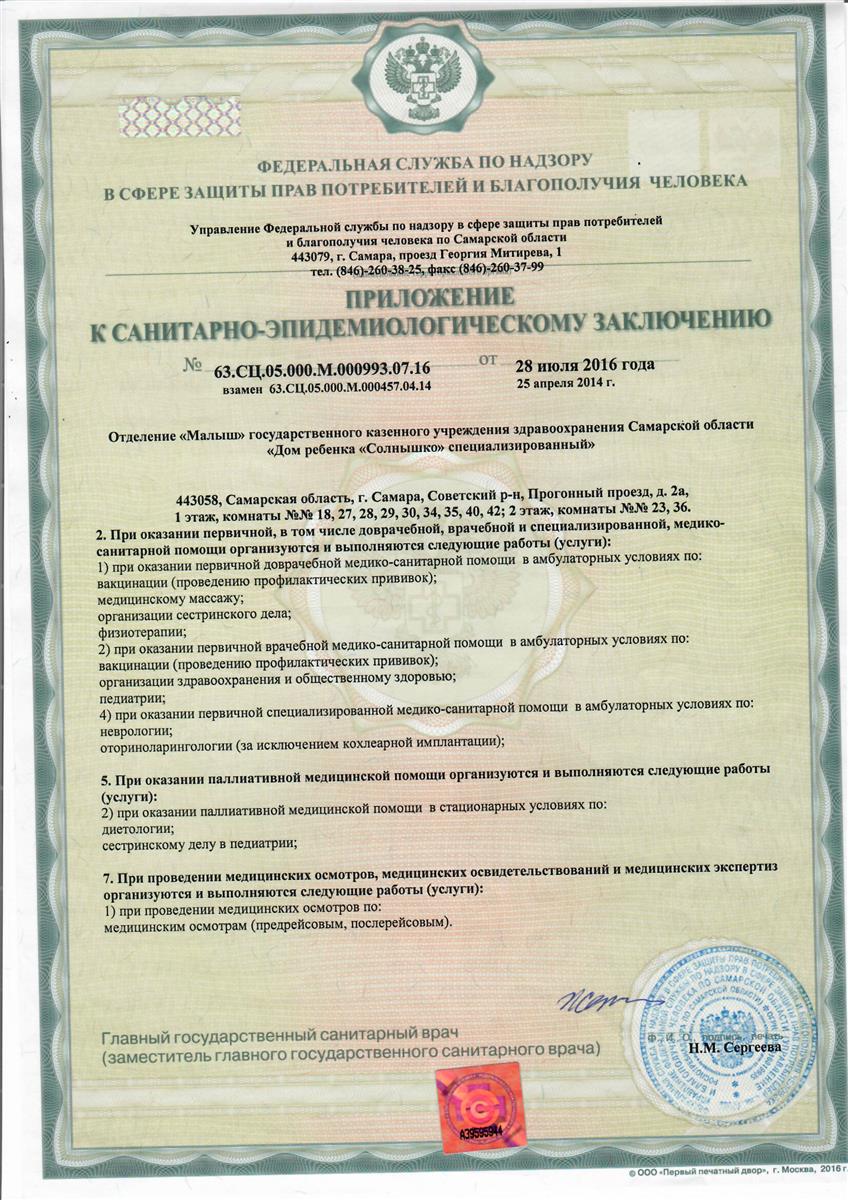 ФЕДЕРАЛЬНАЯ СЛУЖБА ПО НАДЗОРУ
В СФЕРЕ ЗАЩИТЫ ПРАВ ПОТРЕБИТЕЛЕЙ И БЛАГОПОЛУЧИЯ ЧЕЛОВЕКА
Управление Федеральной службы по надзору в сфере защиты прав потребителей
и благополучия человека по Самарской области
443079, г. Самара, проезд Георгия Митирева, 1
тел. (846)-260-38-25, факс (846)-260-37-99
ПРИЛОЖЕНИЕ
К САНИТАРНО-ЭПИДЕМИОЛОГИЧЕСКОМУ ЗАКЛЮЧЕНИЮ
№ 63.СЦ.05.000.М.000993.07.16 от 28 июля 2016 года
взамен 63.СЦ.05.000.М.000457.04.14 25 апреля 2014 г.
Отделение «Малыш» государственного казенного учреждения здравоохранения Самарской области
«Дом ребенка «Солнышко» специализированный»
443058, Самарская область, г. Самара, Советский р-н, Прогонный проезд, д. 2а,
1 этаж, комнаты №№ 18, 27, 28, 29, 30, 34, 35, 40, 42; 2 этаж, комнаты №№ 23, 36.
2. При оказании первичной, в том числе доврачебной, врачебной и специализированной, медико-
санитарной помощи организуются и выполняются следующие работы (услуги):
1) при оказании первичной доврачебной медико-санитарной помощи в амбулаторных условиях по:
вакцинации (проведению профилактических прививок);
медицинскому массажу;
организации сестринского дела;
физиотерапии;
2) при оказании первичной врачебной медико-санитарной помощи в амбулаторных условиях по:
вакцинации (проведению профилактических прививок);
организации здравоохранения и общественному здоровью;
педиатрии;
4) при оказании первичной специализированной медико-санитарной помощи в амбулаторных условиях по:
неврологии;
оториноларингологии (за исключением кохлеарной имплантации);
5. При оказании паллиативной медицинской помощи организуются и выполняются следующие работы
(услуги):
2) при оказании паллиативной медицинской помощи в стационарных условиях по:
диетологии;
сестринскому делу в педиатрии;
7. При проведении медицинских осмотров, медицинских освидетельствований и медицинских экспертиз
организуются и выполняются следующие работы (услуги):
1) при проведении медицинских осмотров по:
медицинским осмотрам (предрейсовым, послерейсовым).
Главный государственный санитарный врач
(заместитель главного государственного санитарного врача)
Ф., И., О., подпись, печать
Н.М. Сергеева
А39595944
© ООО «Первый печатный двор», г. Москва, 2016 г.